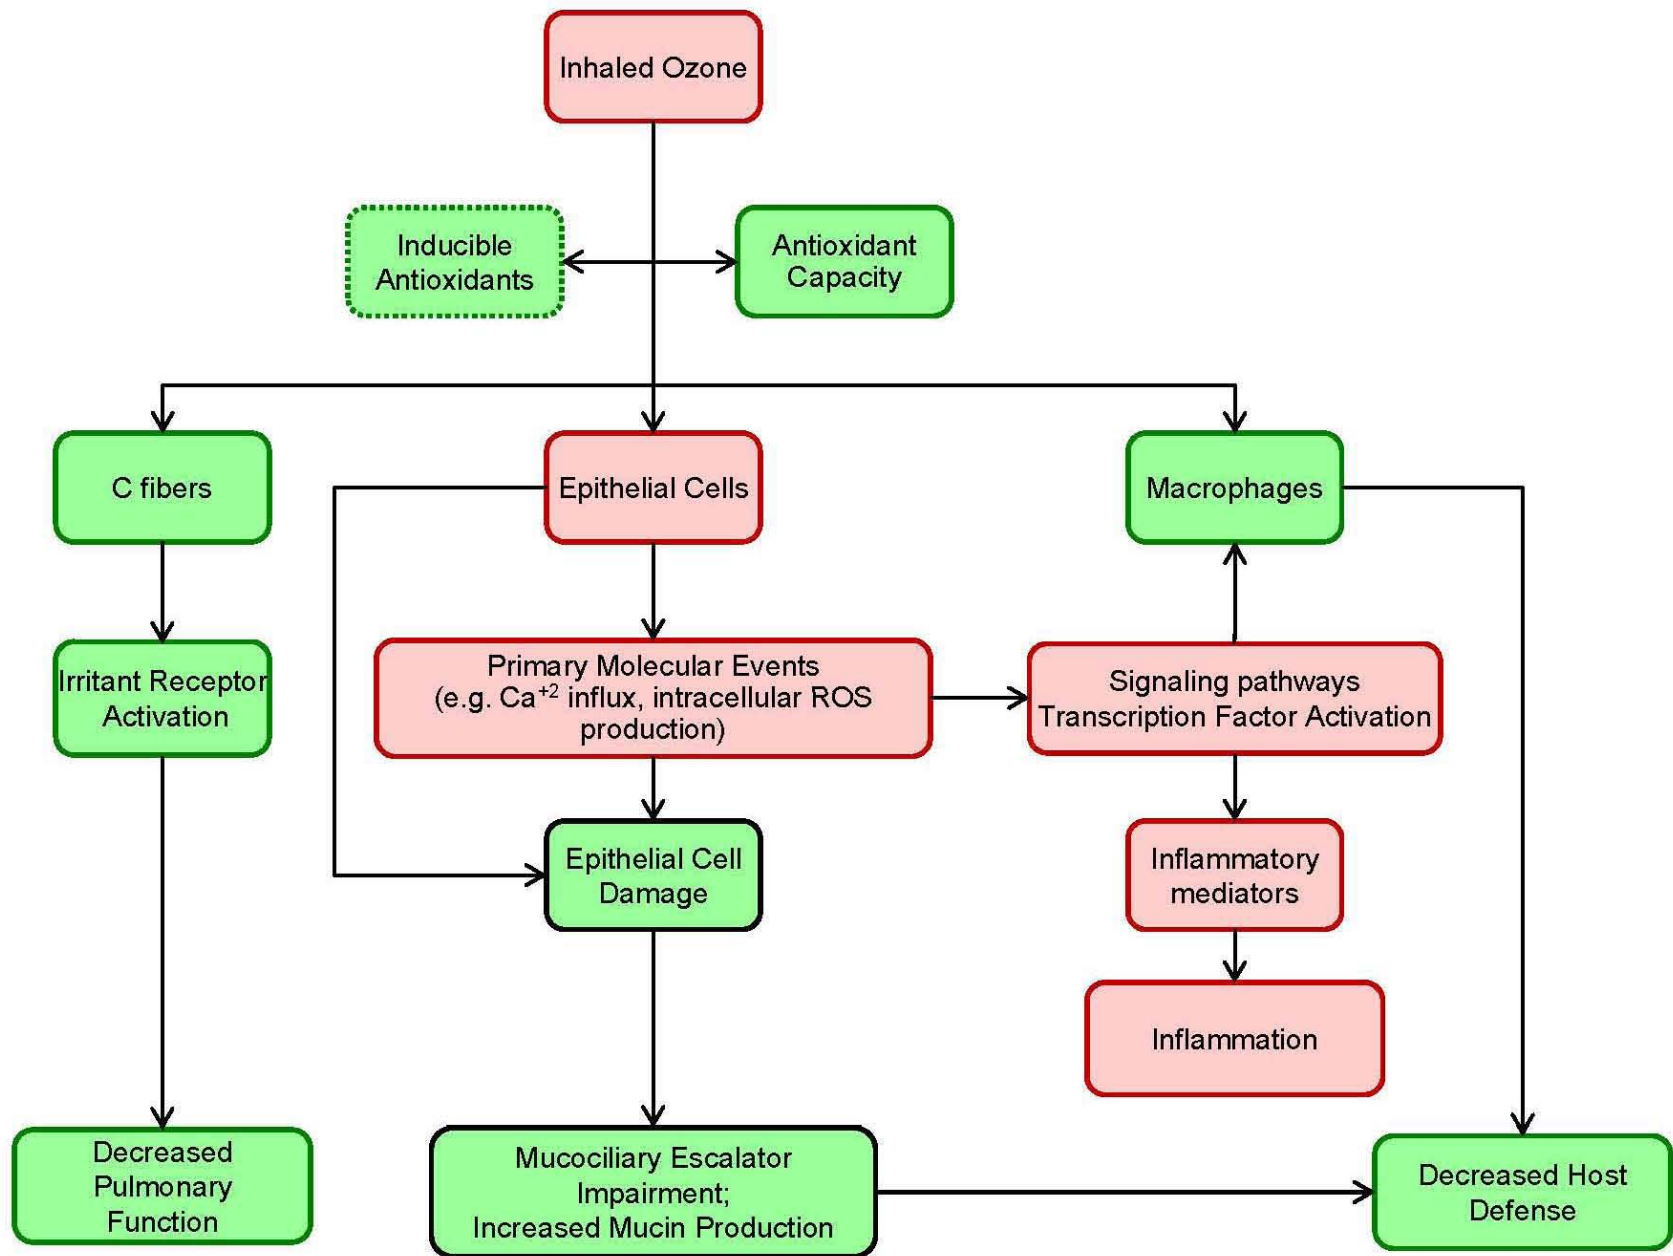 Inhaled Ozone
Inducible
Antioxidants
Antioxidant
Capacity
C fibers
Epithelial Cells
Macrophages
Irritant Receptor
Activation
Primary Molecular Events
(e.g. Ca⁺² influx, intracellular ROS
production)
Signaling pathways
Transcription Factor Activation
Epithelial Cell
Damage
Inflammatory
mediators
Inflammation
Decreased
Pulmonary
Function
Mucociliary Escalator
Impairment;
Increased Mucin Production
Decreased Host
Defense